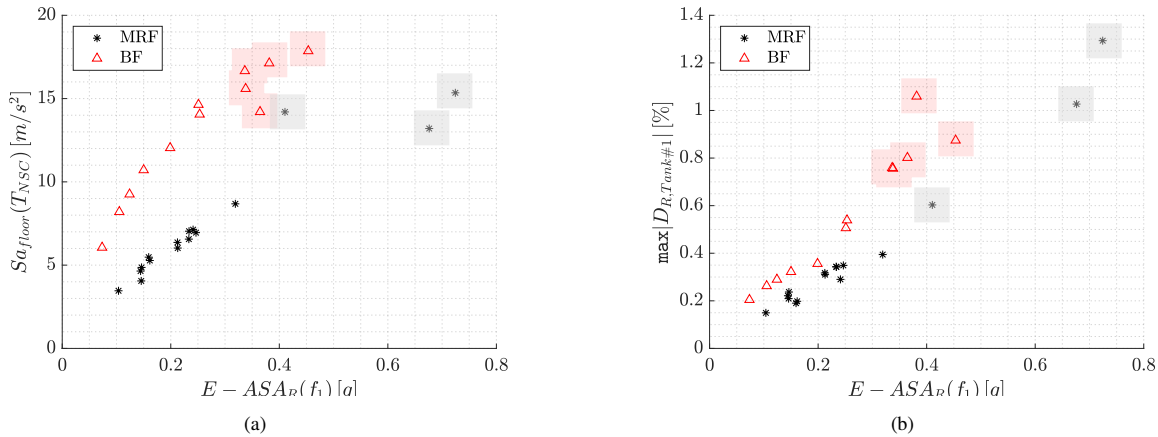 20
15
10
5
0
0 0.2 0.4 0.6 0.8
Sa_{floor}(T_{NSC}) [m/s^2]
MRF
BF
E − ASA_R(f_1) [g]
(a)
1.4
1.2
1
0.8
0.6
0.4
0.2
0
0 0.2 0.4 0.6 0.8
max|D_{R,Tank#1}| [%]
MRF
BF
E − ASA_R(f_1) [g]
(b)